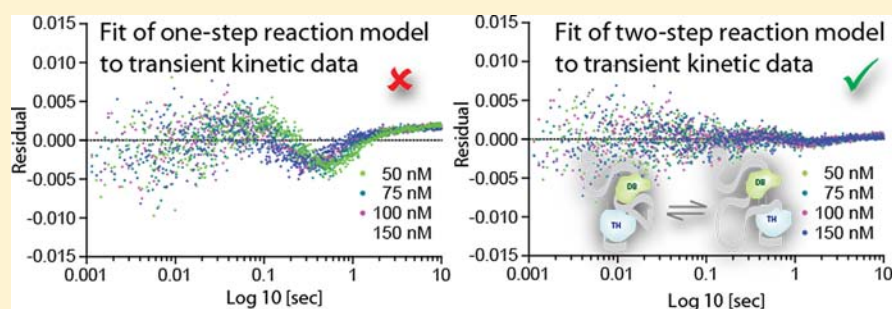 Fit of one-step reaction model
to transient kinetic data
0.015
0.010
0.005
0.000
-0.005
-0.010
-0.015
Residual
50 nM
75 nM
100 nM
150 nM
0.001
0.01
0.1
1
10
Log 10 [sec]
Fit of two-step reaction model
to transient kinetic data
0.015
0.010
0.005
0.000
-0.005
-0.010
-0.015
Residual
DB
TH
DB
TH
50 nM
75 nM
100 nM
150 nM
0.001
0.01
0.1
1
10
Log 10 [sec]